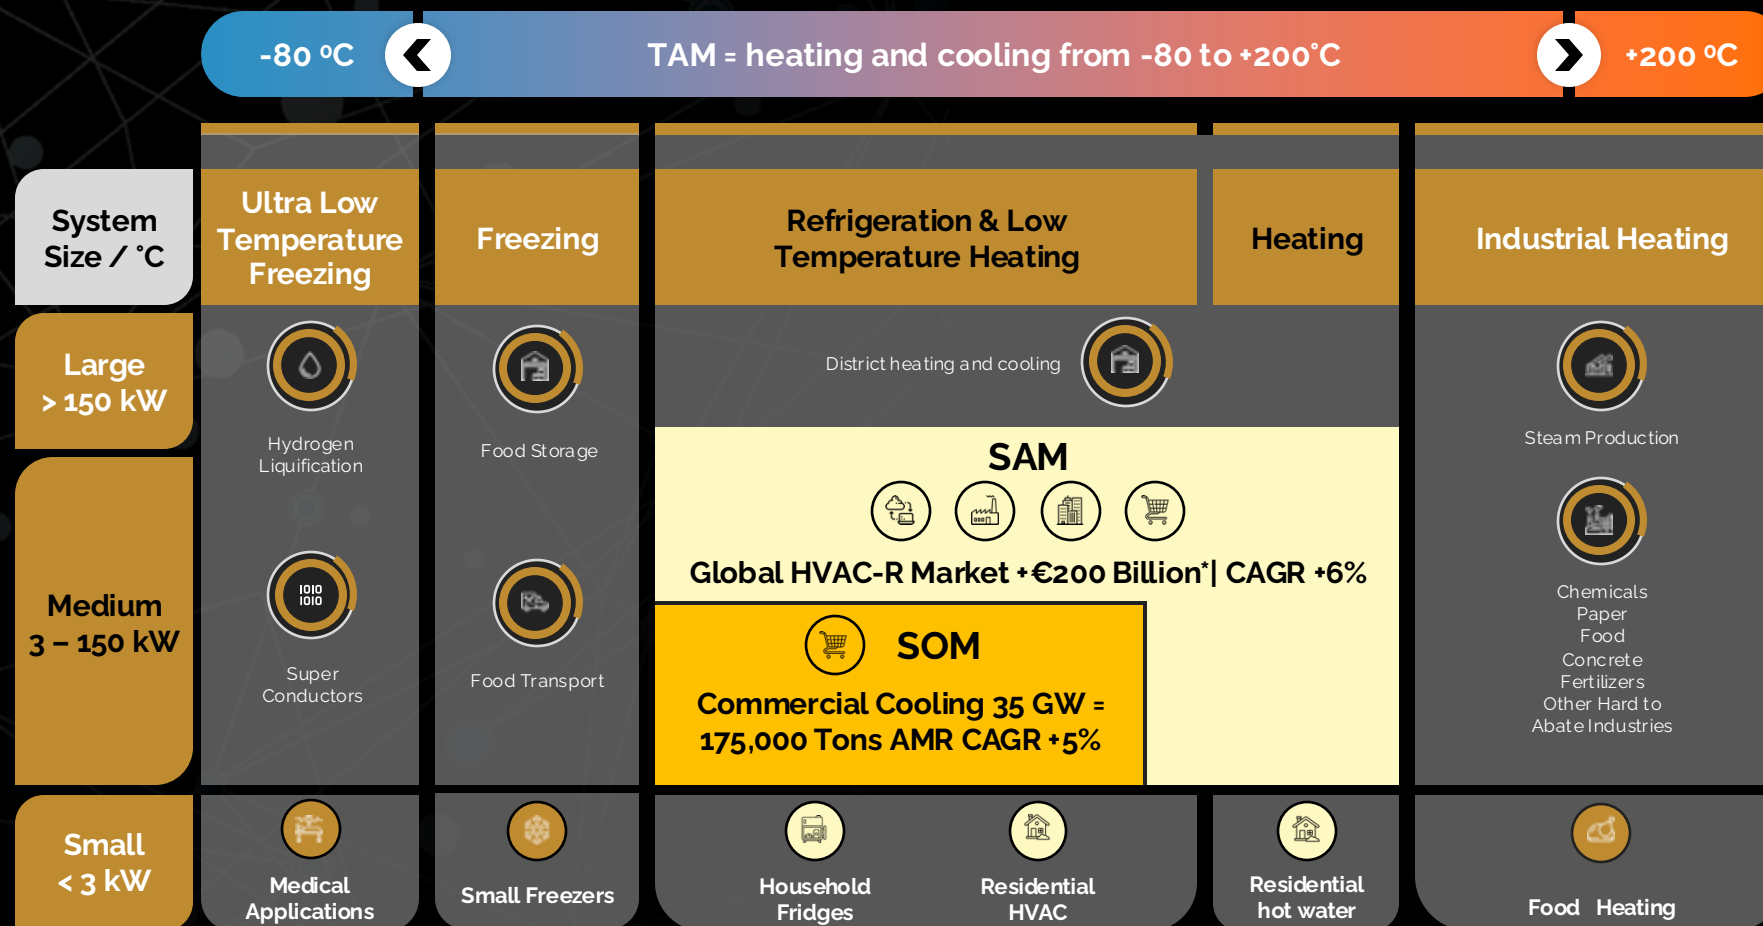 -80 ºC
TAM = heating and cooling from -80 to +200°C
+200 ºC
System
Size / °C
Ultra Low
Temperature
Freezing
Freezing
Refrigeration & Low
Temperature Heating
Heating
Industrial Heating
Large
> 150 kW
Hydrogen
Liquification
Food Storage
District heating and cooling
Steam Production
SAM
Global HVAC-R Market +€200 Billion*| CAGR +6%
Medium
3 – 150 kW
1010
1010
Super
Conductors
Food Transport
SOM
Commercial Cooling 35 GW =
175,000 Tons AMR CAGR +5%
Chemicals
Paper
Food
Concrete
Fertilizers
Other Hard to
Abate Industries
Small
< 3 kW
Medical
Applications
Small Freezers
Household
Fridges
Residential
HVAC
Residential
hot water
Food Heating